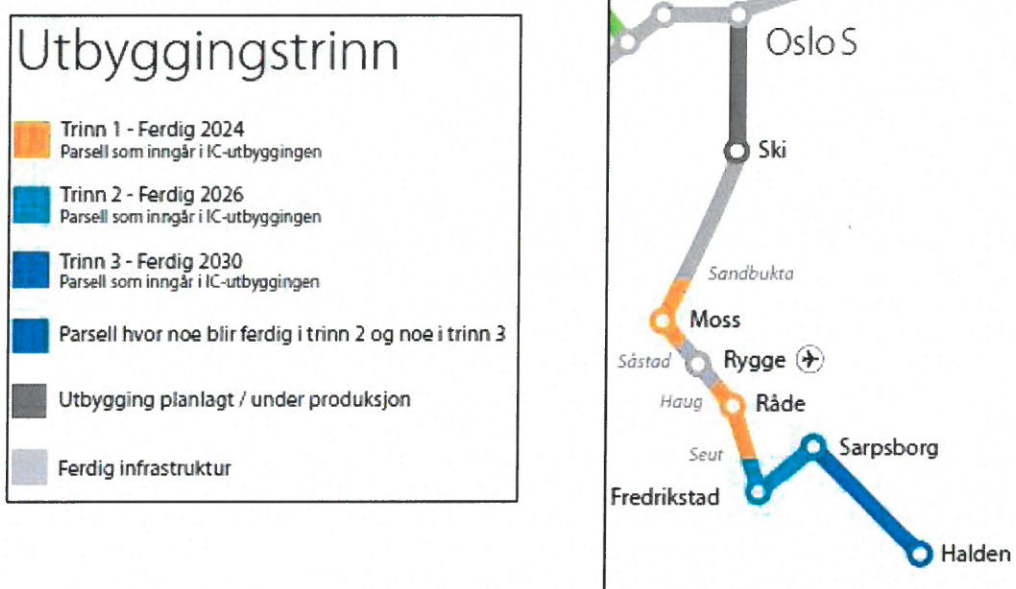 Utbyggingstrinn
Trinn 1 - Ferdig 2024
Parsell som inngår i IC-utbyggingen
Trinn 2 - Ferdig 2026
Parsell som inngår i IC-utbyggingen
Trinn 3 - Ferdig 2030
Parsell som inngår i IC-utbyggingen
Parsell hvor noe blir ferdig i trinn 2 og noe i trinn 3
Utbygging planlagt / under produksjon
Ferdig infrastruktur
Oslo S
Ski
Sandbukta
Moss
Såstad
Rygge
Haug
Råde
Seut
Sarpsborg
Fredrikstad
Halden